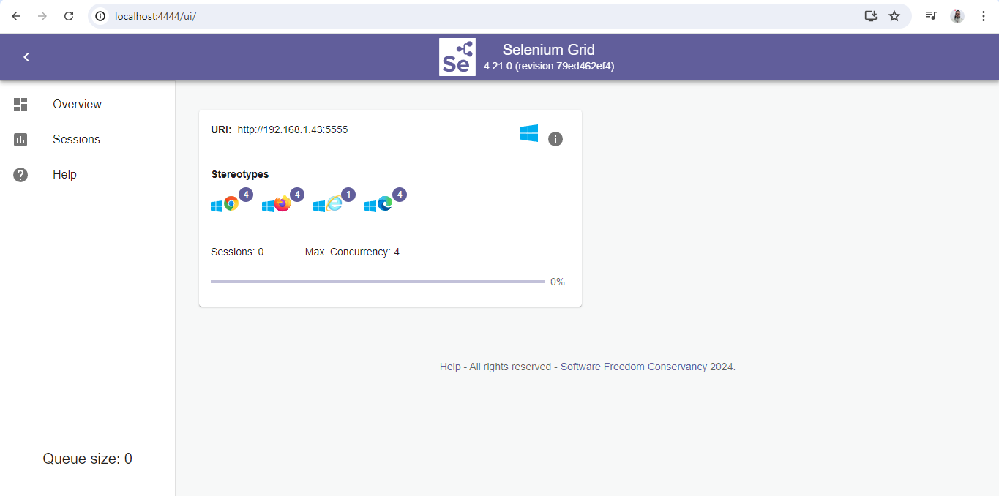 localhost:4444/ui/
Se
Selenium Grid
4.21.0 (revision 79ed462ef4)
Overview
Sessions
Help
Queue size: 0
URI: http://192.168.1.43:5555
Stereotypes
4 4 1 4
Sessions: 0 Max. Concurrency: 4
0%
Help - All rights reserved - Software Freedom Conservancy 2024.